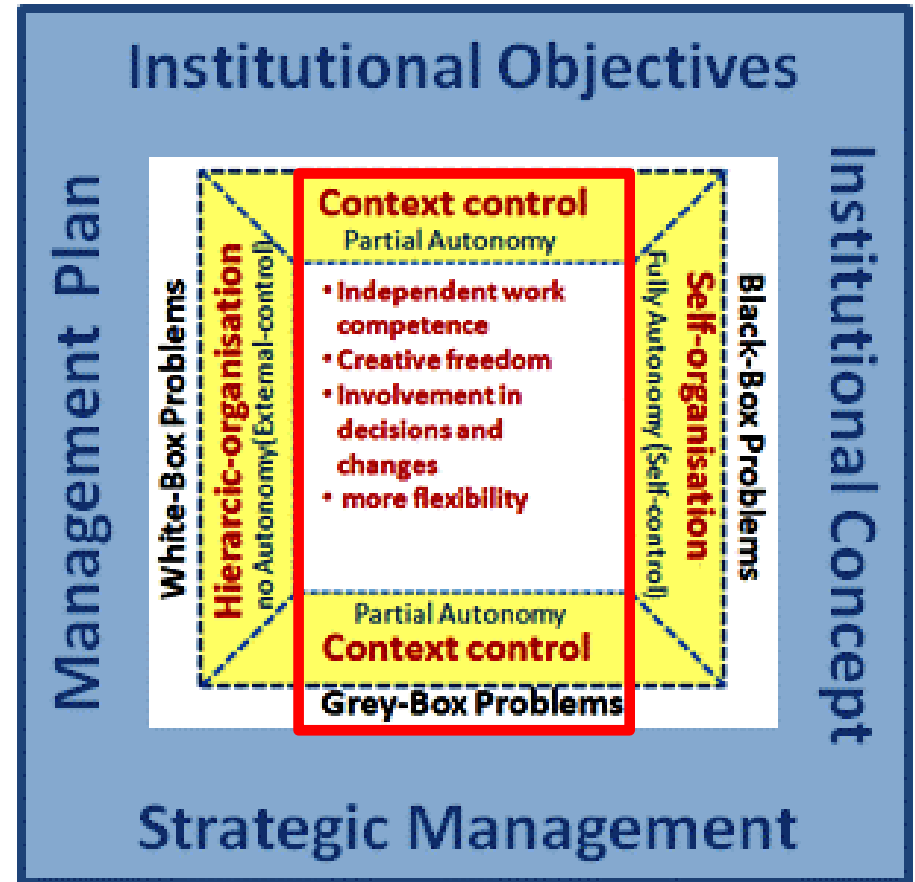 Institutional Objectives
Management Plan
Institutional Concept
White-Box Problems
Hierarcic-organisation
no Autonomy(External-control)
Context control
Partial Autonomy
• Independent work
competence
• Creative freedom
• Involvement in
decisions and
changes
• more flexibility
Partial Autonomy
Context control
Grey-Box Problems
Fully Autonomy (Self-control)
Self-organisation
Black-Box Problems
Strategic Management